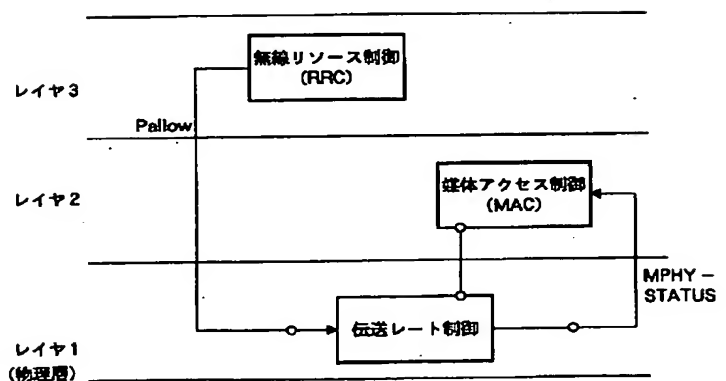 無線リソース制御
(RRC)
レイヤ3
Pallow
媒体アクセス制御
(MAC)
レイヤ2
MPHY－
STATUS
伝送レート制御
レイヤ1
(物理層)